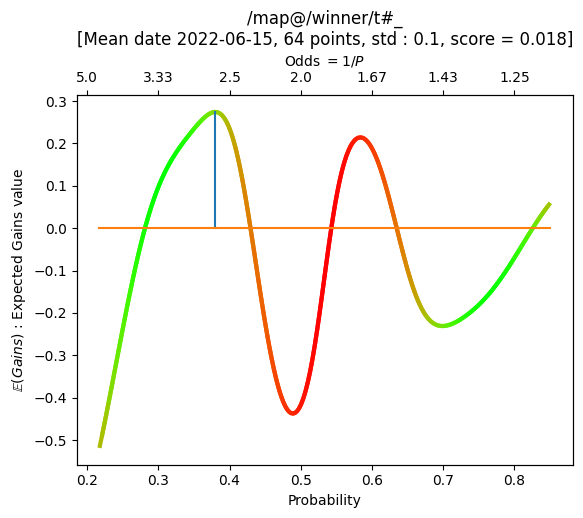 /map@/winner/t#_
[Mean date 2022-06-15, 64 points, std : 0.1, score = 0.018]
Odds = 1/P
5.0 3.33 2.5 2.0 1.67 1.43 1.25
0.3
0.2
0.1
0.0
−0.1
−0.2
−0.3
−0.4
−0.5
𝔼(Gains) : Expected Gains value
0.2 0.3 0.4 0.5 0.6 0.7 0.8
Probability